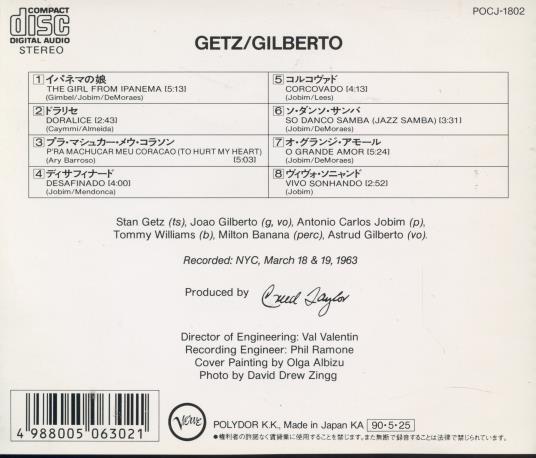 COMPACT
disc
DIGITAL AUDIO
STEREO
POCJ-1802
GETZ/GILBERTO
1 イパネマの娘
THE GIRL FROM IPANEMA [5:13]
(Gimbel/Jobim/DeMoraes)
2 ドラリセ
DORALICE [2:43]
(Caymmi/Almeida)
3 プラ・マシュカー・メウ・コラソン
P'RA MACHUCAR MEU CORACAO (TO HURT MY HEART)
(Ary Barroso) [5:03]
4 ディサフィナード
DESAFINADO [4:00]
(Jobim/Mendonca)
5 コルコヴァド
CORCOVADO [4:13]
(Jobim/Lees)
6 ソ・ダンソ・サンバ
SO DANCO SAMBA (JAZZ SAMBA) [3:31]
(Jobim/DeMoraes)
7 オ・グランジ・アモール
O GRANDE AMOR [5:24]
(Jobim/DeMoraes)
8 ヴィヴォ・ソニャンド
VIVO SONHANDO [2:52]
(Jobim)
Stan Getz (ts), Joao Gilberto (g, vo), Antonio Carlos Jobim (p),
Tommy Williams (b), Milton Banana (perc), Astrud Gilberto (vo).
Recorded: NYC, March 18 & 19, 1963
Produced by Creed Taylor
Director of Engineering: Val Valentin
Recording Engineer: Phil Ramone
Cover Painting by Olga Albizu
Photo by David Drew Zingg
4 988005 063021
Verve
POLYDOR K.K., Made in Japan KA 90・5・25
●権利者の許諾なく賃貸業に使用することを禁じます。また無断で録音することは法律で禁じられています。